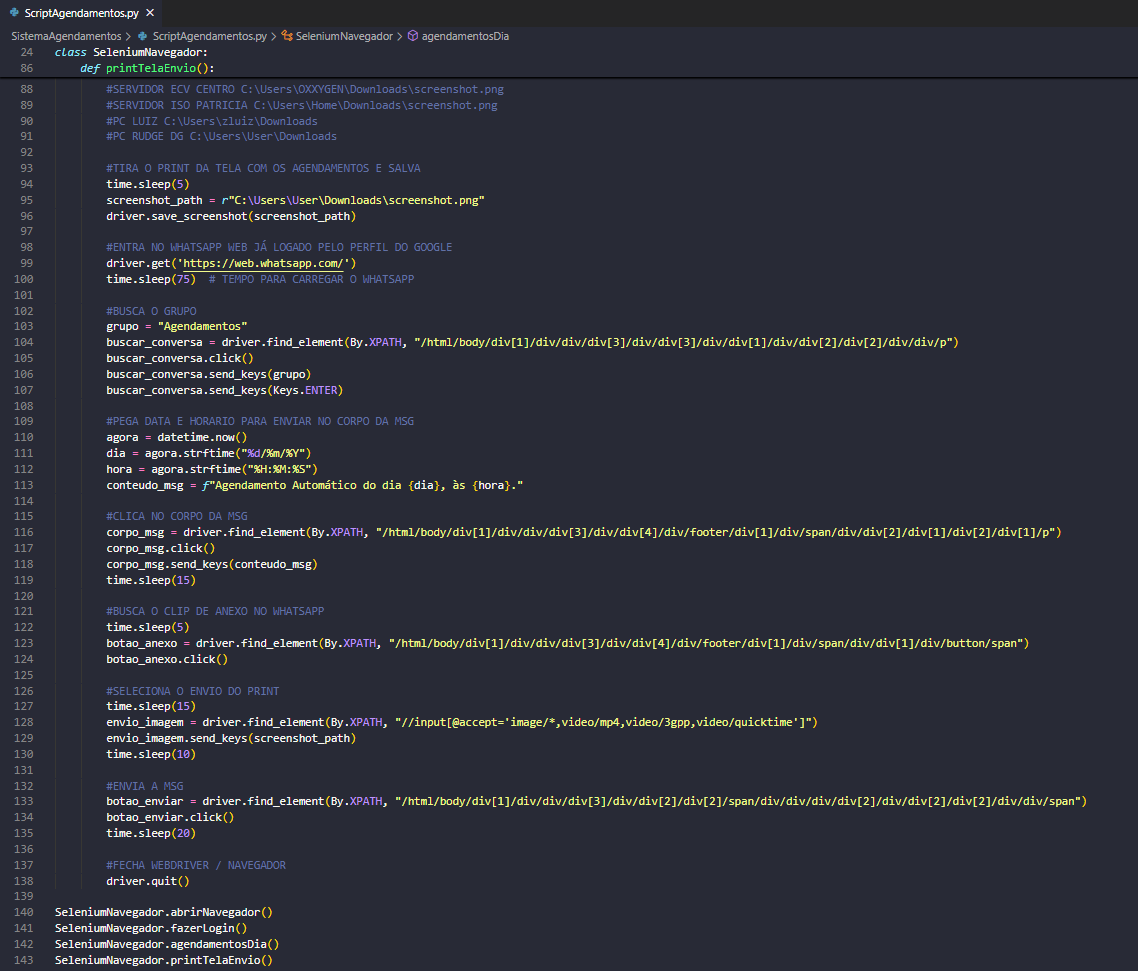 ScriptAgendamentos.py ×
SistemaAgendamentos > ScriptAgendamentos.py > SeleniumNavegador > agendamentosDia
24 class SeleniumNavegador:
86 def printTelaEnvio():
88 #SERVIDOR ECV CENTRO C:\Users\OXXYGEN\Downloads\screenshot.png
89 #SERVIDOR ISO PATRICIA C:\Users\Home\Downloads\screenshot.png
90 #PC LUIZ C:\Users\zluiz\Downloads
91 #PC RUDGE DG C:\Users\User\Downloads
92
93 #TIRA O PRINT DA TELA COM OS AGENDAMENTOS E SALVA
94 time.sleep(5)
95 screenshot_path = r"C:\Users\User\Downloads\screenshot.png"
96 driver.save_screenshot(screenshot_path)
97
98 #ENTRA NO WHATSAPP WEB JÁ LOGADO PELO PERFIL DO GOOGLE
99 driver.get('https://web.whatsapp.com/')
100 time.sleep(75) # TEMPO PARA CARREGAR O WHATSAPP
101
102 #BUSCA O GRUPO
103 grupo = "Agendamentos"
104 buscar_conversa = driver.find_element(By.XPATH, "/html/body/div[1]/div/div/div[3]/div/div[3]/div/div[1]/div/div[2]/div[2]/div/div/p")
105 buscar_conversa.click()
106 buscar_conversa.send_keys(grupo)
107 buscar_conversa.send_keys(Keys.ENTER)
108
109 #PEGA DATA E HORARIO PARA ENVIAR NO CORPO DA MSG
110 agora = datetime.now()
111 dia = agora.strftime("%d/%m/%Y")
112 hora = agora.strftime("%H:%M:%S")
113 conteudo_msg = f"Agendamento Automático do dia {dia}, às {hora}."
114
115 #CLICA NO CORPO DA MSG
116 corpo_msg = driver.find_element(By.XPATH, "/html/body/div[1]/div/div/div[3]/div/div[4]/div/footer/div[1]/div/span/div/div[2]/div[1]/div[2]/div[1]/p")
117 corpo_msg.click()
118 corpo_msg.send_keys(conteudo_msg)
119 time.sleep(15)
120
121 #BUSCA O CLIP DE ANEXO NO WHATSAPP
122 time.sleep(5)
123 botao_anexo = driver.find_element(By.XPATH, "/html/body/div[1]/div/div/div[3]/div/div[4]/div/footer/div[1]/div/span/div/div[1]/div/button/span")
124 botao_anexo.click()
125
126 #SELECIONA O ENVIO DO PRINT
127 time.sleep(15)
128 envio_imagem = driver.find_element(By.XPATH, "//input[@accept='image/*,video/mp4,video/3gpp,video/quicktime']")
129 envio_imagem.send_keys(screenshot_path)
130 time.sleep(10)
131
132 #ENVIA A MSG
133 botao_enviar = driver.find_element(By.XPATH, "/html/body/div[1]/div/div/div[3]/div/div[2]/div[2]/span/div/div/div/div[2]/div/div[2]/div[2]/div/div/span")
134 botao_enviar.click()
135 time.sleep(20)
136
137 #FECHA WEBDRIVER / NAVEGADOR
138 driver.quit()
139
140 SeleniumNavegador.abrirNavegador()
141 SeleniumNavegador.fazerLogin()
142 SeleniumNavegador.agendamentosDia()
143 SeleniumNavegador.printTelaEnvio()